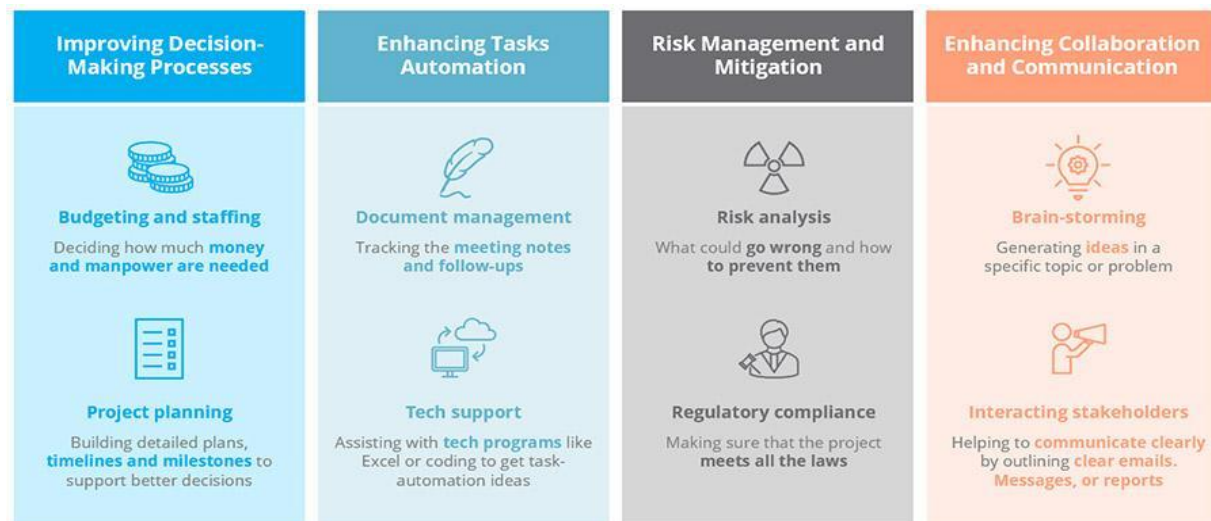 Improving Decision-
Making Processes
Budgeting and staffing
Deciding how much money
and manpower are needed
Project planning
Building detailed plans,
timelines and milestones to
support better decisions
Enhancing Tasks
Automation
Document management
Tracking the meeting notes
and follow-ups
Tech support
Assisting with tech programs like
Excel or coding to get task-
automation ideas
Risk Management and
Mitigation
Risk analysis
What could go wrong and how
to prevent them
Regulatory compliance
Making sure that the project
meets all the laws
Enhancing Collaboration
and Communication
Brain-storming
Generating ideas in a
specific topic or problem
Interacting stakeholders
Helping to communicate clearly
by outlining clear emails.
Messages, or reports